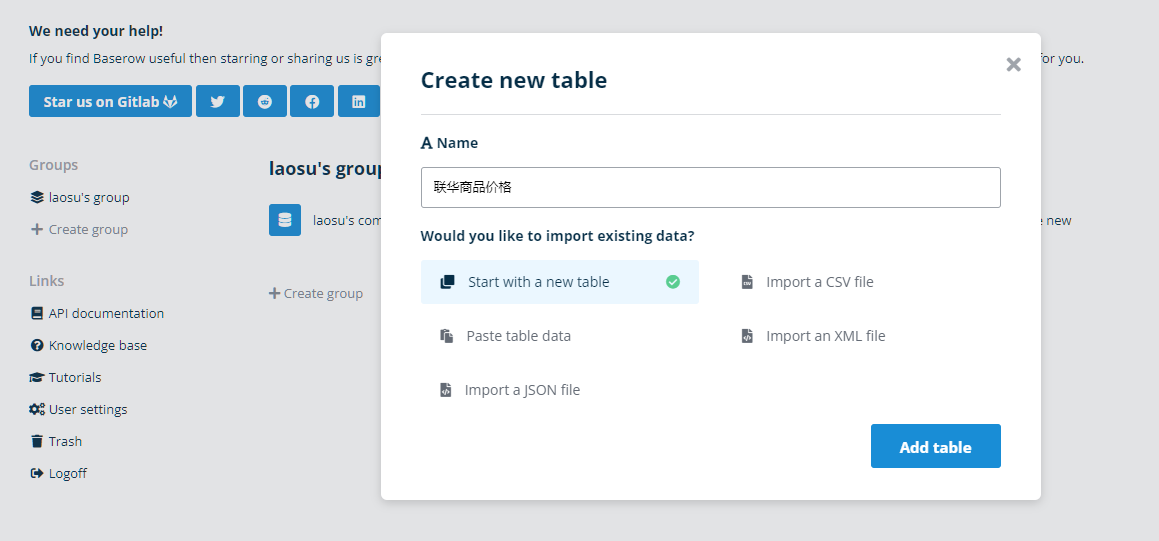 We need your help!
If you find Baserow useful then starring or sharing us is gre
for you.
Star us on Gitlab
Groups
laosu's group
Create group
Links
API documentation
Knowledge base
Tutorials
User settings
Trash
Logoff
laosu's group
laosu's com
e new
Create group
Create new table
Name
联华商品价格
Would you like to import existing data?
Start with a new table
Import a CSV file
Paste table data
Import an XML file
Import a JSON file
Add table